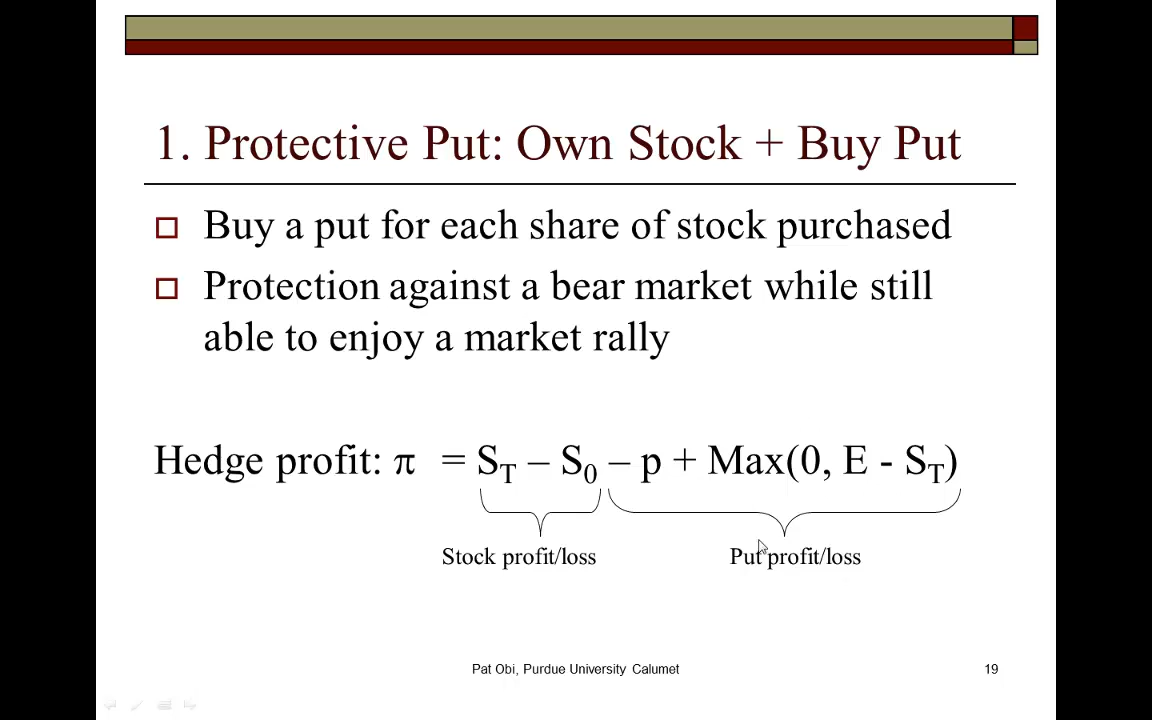 1. Protective Put: Own Stock + Buy Put
Buy a put for each share of stock purchased
Protection against a bear market while still
able to enjoy a market rally
Hedge profit: π = S_T – S_0 – p + Max(0, E - S_T)
Stock profit/loss Put profit/loss
Pat Obi, Purdue University Calumet 19